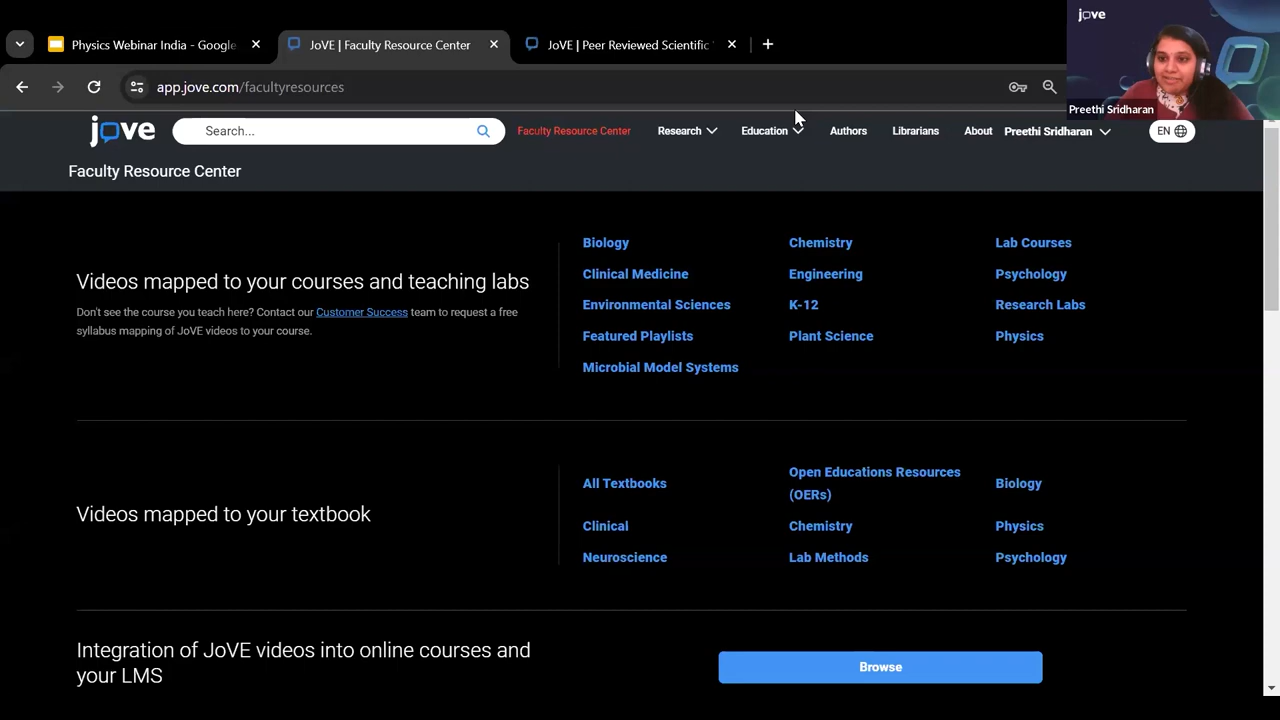 Physics Webinar India - Google
JoVE | Faculty Resource Center
JoVE | Peer Reviewed Scientific
jove
Preethi Sridharan
app.jove.com/facultyresources
jove
Search...
Faculty Resource Center
Research
Education
Authors
Librarians
About
Preethi Sridharan
EN
Faculty Resource Center
Videos mapped to your courses and teaching labs
Don't see the course you teach here? Contact our Customer Success team to request a free
syllabus mapping of JoVE videos to your course.
Biology
Chemistry
Lab Courses
Clinical Medicine
Engineering
Psychology
Environmental Sciences
K-12
Research Labs
Featured Playlists
Plant Science
Physics
Microbial Model Systems
Videos mapped to your textbook
All Textbooks
Open Educations Resources
(OERs)
Biology
Clinical
Chemistry
Physics
Neuroscience
Lab Methods
Psychology
Integration of JoVE videos into online courses and
your LMS
Browse